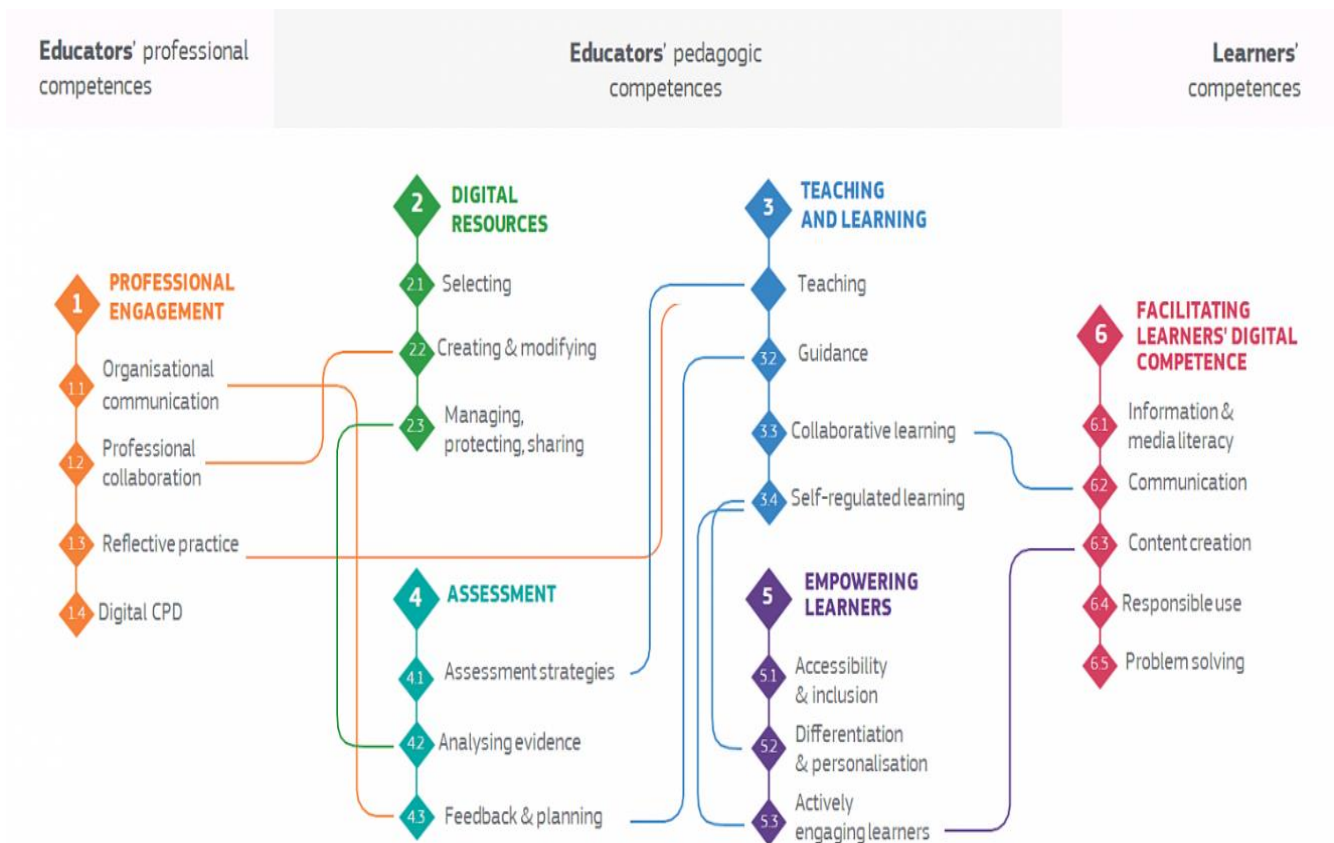 Educators' professional
competences
Educators' pedagogic
competences
Learners'
competences
1
PROFESSIONAL
ENGAGEMENT
1.1
Organisational
communication
1.2
Professional
collaboration
1.3
Reflective practice
1.4
Digital CPD
2
DIGITAL
RESOURCES
2.1
Selecting
2.2
Creating & modifying
2.3
Managing,
protecting, sharing
3
TEACHING
AND LEARNING
Teaching
3.2
Guidance
3.3
Collaborative learning
3.4
Self-regulated learning
4
ASSESSMENT
4.1
Assessment strategies
4.2
Analysing evidence
4.3
Feedback & planning
5
EMPOWERING
LEARNERS
5.1
Accessibility
& inclusion
5.2
Differentiation
& personalisation
5.3
Actively
engaging learners
6
FACILITATING
LEARNERS' DIGITAL
COMPETENCE
6.1
Information &
media literacy
6.2
Communication
6.3
Content creation
6.4
Responsible use
6.5
Problem solving